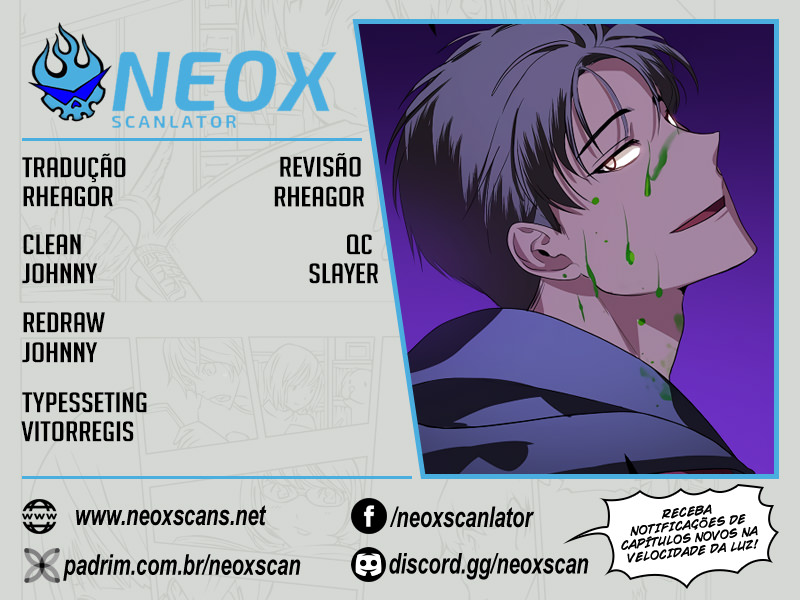 NEOX
SCANLATOR
TRADUÇÃO
RHEAGOR
REVISÃO
RHEAGOR
CLEAN
JOHNNY
QC
SLAYER
REDRAW
JOHNNY
TYPESSETING
VITORREGIS
www
www.neoxscans.net
padrim.com.br/neoxscan
f /neoxscanlator
discord.gg/neoxscan
RECEBA
NOTIFICAÇÕES DE
CAPÍTULOS NOVOS NA
VELOCIDADE DA LUZ!